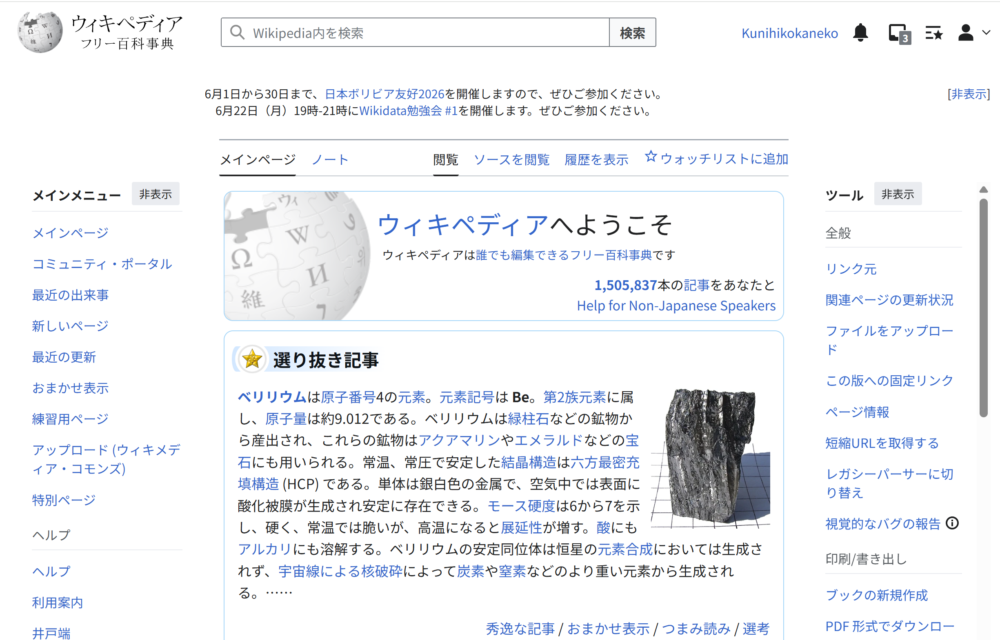 ウィキペディア
フリー百科事典
Wikipedia内を検索
検索
Kunihikokaneko
3
6月1日から30日まで、日本ボリビア友好2026を開催しますので、ぜひご参加ください。
[非表示]
6月22日（月）19時-21時にWikidata勉強会 #1を開催します。ぜひご参加ください。
メインページ
ノート
閲覧
ソースを閲覧
履歴を表示
ウォッチリストに追加
メインメニュー
非表示
メインページ
コミュニティ・ポータル
最近の出来事
新しいページ
最近の更新
おまかせ表示
練習用ページ
アップロード (ウィキメデ
ィア・コモンズ)
特別ページ
ヘルプ
ヘルプ
利用案内
井戸端
ウィキペディアへようこそ
ウィキペディアは誰でも編集できるフリー百科事典です
1,505,837本の記事をあなたと
Help for Non-Japanese Speakers
選り抜き記事
ベリリウムは原子番号4の元素。元素記号は Be。第2族元素に属
し、原子量は約9.012である。ベリリウムは緑柱石などの鉱物か
ら産出され、これらの鉱物はアクアマリンやエメラルドなどの宝
石にも用いられる。常温、常圧で安定した結晶構造は六方最密充
填構造 (HCP) である。単体は銀白色の金属で、空気中では表面に
酸化被膜が生成され安定に存在できる。モース硬度は6から7を示
し、硬く、常温では脆いが、高温になると展延性が増す。酸にも
アルカリにも溶解する。ベリリウムの安定同位体は恒星の元素合成においては生成さ
れず、宇宙線による核破砕によって炭素や窒素などのより重い元素から生成され
る。……
秀逸な記事 / おまかせ表示 / つまみ読み / 選考
ツール
非表示
全般
リンク元
関連ページの更新状況
ファイルをアップロー
ド
この版への固定リンク
ページ情報
短縮URLを取得する
レガシーパーサーに切
り替え
視覚的なバグの報告
印刷/書き出し
ブックの新規作成
PDF 形式でダウンロー